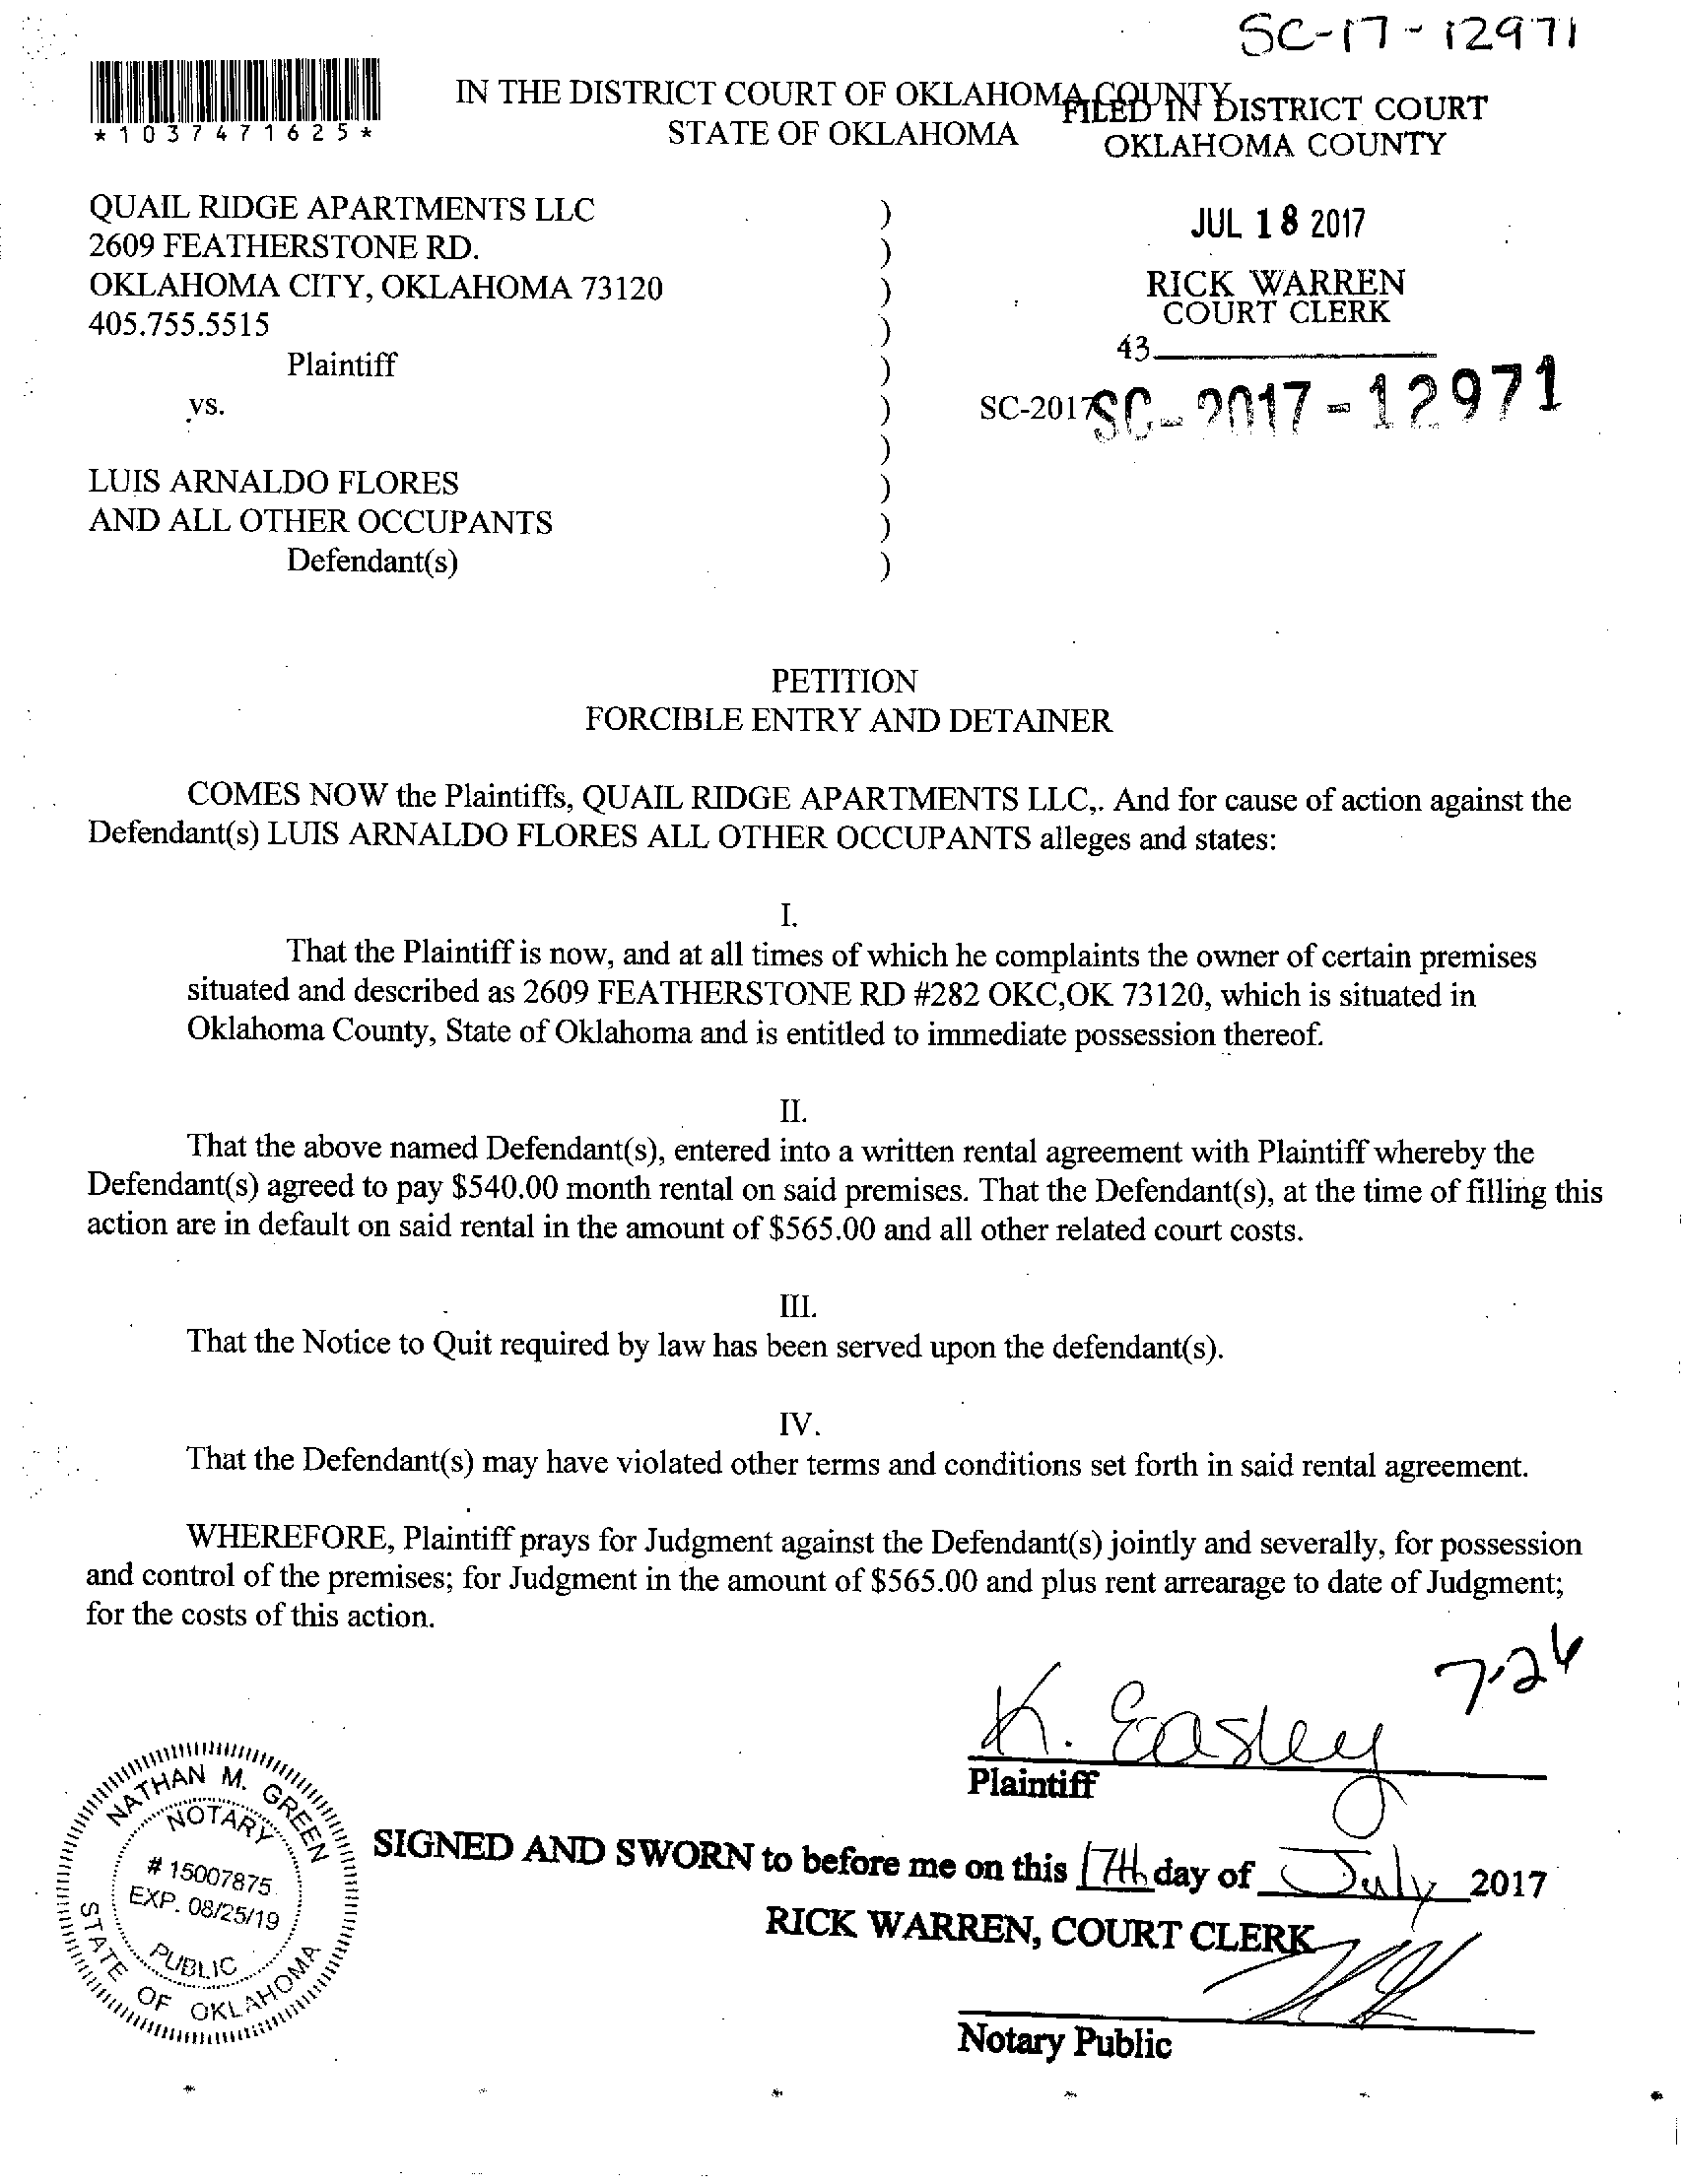 SC-17-12971
*1037471625*
IN THE DISTRICT COURT OF OKLAHOMA COUNTY
STATE OF OKLAHOMA
FILED IN DISTRICT COURT
OKLAHOMA COUNTY
JUL 18 2017
RICK WARREN
COURT CLERK
43
QUAIL RIDGE APARTMENTS LLC )
2609 FEATHERSTONE RD. )
OKLAHOMA CITY, OKLAHOMA 73120 )
405.755.5515 )
Plaintiff )
vs. ) SC-2017 SC-2017-12971
)
LUIS ARNALDO FLORES )
AND ALL OTHER OCCUPANTS )
Defendant(s) )
PETITION
FORCIBLE ENTRY AND DETAINER
COMES NOW the Plaintiffs, QUAIL RIDGE APARTMENTS LLC,. And for cause of action against the
Defendant(s) LUIS ARNALDO FLORES ALL OTHER OCCUPANTS alleges and states:
I.
That the Plaintiff is now, and at all times of which he complaints the owner of certain premises
situated and described as 2609 FEATHERSTONE RD #282 OKC,OK 73120, which is situated in
Oklahoma County, State of Oklahoma and is entitled to immediate possession thereof.
II.
That the above named Defendant(s), entered into a written rental agreement with Plaintiff whereby the
Defendant(s) agreed to pay $540.00 month rental on said premises. That the Defendant(s), at the time of filling this
action are in default on said rental in the amount of $565.00 and all other related court costs.
III.
That the Notice to Quit required by law has been served upon the defendant(s).
IV.
That the Defendant(s) may have violated other terms and conditions set forth in said rental agreement.
WHEREFORE, Plaintiff prays for Judgment against the Defendant(s) jointly and severally, for possession
and control of the premises; for Judgment in the amount of $565.00 and plus rent arrearage to date of Judgment;
for the costs of this action.
7-24
K. Easley
Plaintiff
NATHAN M. GREEN
NOTARY
# 15007875
EXP. 08/25/19
PUBLIC
STATE OF OKLAHOMA
SIGNED AND SWORN to before me on this 17th day of July 2017
RICK WARREN, COURT CLERK
Notary Public